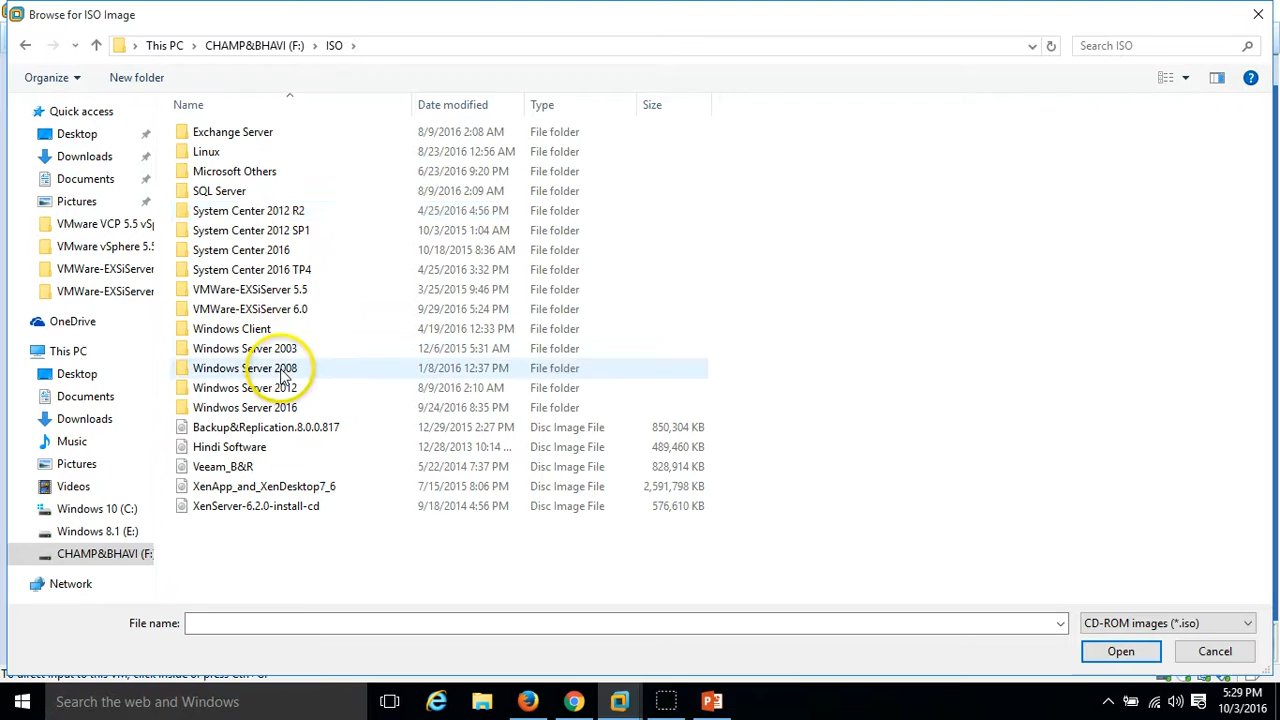 Browse for ISO Image
This PC CHAMP&BHAVI (F:) ISO
Search ISO
Organize New folder
Name Date modified Type Size
Quick access
Desktop
Downloads
Documents
Pictures
VMware VCP 5.5 vSp
VMware vSphere 5.5
VMWare-EXSiServer
VMWare-EXSiServer
OneDrive
This PC
Desktop
Documents
Downloads
Music
Pictures
Videos
Windows 10 (C:)
Windows 8.1 (E:)
CHAMP&BHAVI (F:
Network
Exchange Server 8/9/2016 2:08 AM File folder
Linux 8/23/2016 12:56 AM File folder
Microsoft Others 6/23/2016 9:20 PM File folder
SQL Server 8/9/2016 2:09 AM File folder
System Center 2012 R2 4/25/2016 4:56 PM File folder
System Center 2012 SP1 10/3/2015 1:04 AM File folder
System Center 2016 10/18/2015 8:36 AM File folder
System Center 2016 TP4 4/25/2016 3:32 PM File folder
VMWare-EXSiServer 5.5 3/25/2015 9:46 PM File folder
VMWare-EXSiServer 6.0 9/29/2016 5:24 PM File folder
Windows Client 4/19/2016 12:33 PM File folder
Windows Server 2003 12/6/2015 5:31 AM File folder
Windows Server 2008 1/8/2016 12:37 PM File folder
Windwos Server 2012 8/9/2016 2:10 AM File folder
Windwos Server 2016 9/24/2016 8:35 PM File folder
Backup&Replication.8.0.0.817 12/29/2015 2:27 PM Disc Image File 850,304 KB
Hindi Software 12/28/2013 10:14 ... Disc Image File 489,460 KB
Veeam_B&R 5/22/2014 7:37 PM Disc Image File 828,914 KB
XenApp_and_XenDesktop7_6 7/15/2015 8:06 PM Disc Image File 2,591,798 KB
XenServer-6.2.0-install-cd 9/18/2014 4:56 PM Disc Image File 576,610 KB
File name: CD-ROM images (*.iso)
Open Cancel
To direct input to this VM, click inside or press Ctrl+G.
Search the web and Windows
5:29 PM
10/3/2016